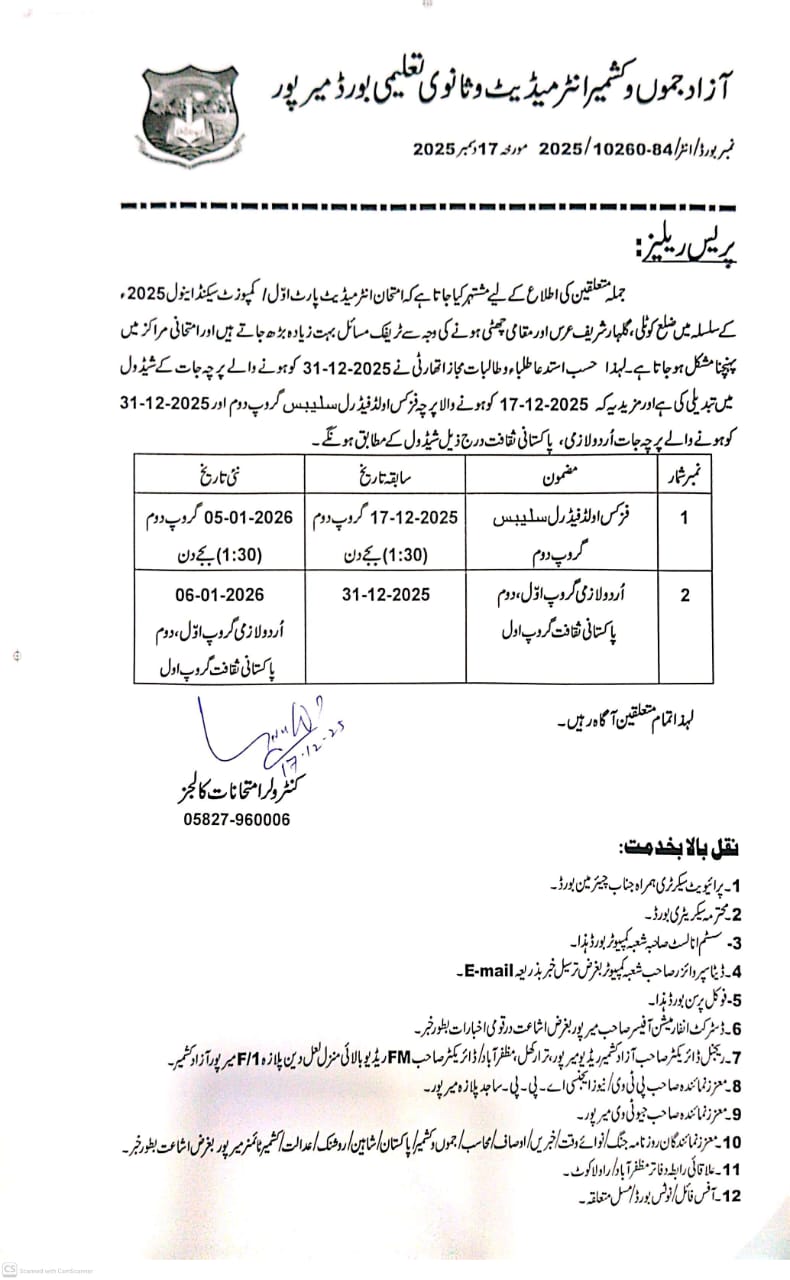 آزاد جموں و کشمیر انٹرمیڈیٹ و ثانوی تعلیمی بورڈ میرپور
نمبر بورڈ/انٹر/84-10260/2025 مورخہ 17 دسمبر 2025
پریس ریلیز:
جملہ متعلقین کی اطلاع کے لیے مشتہر کیا جاتا ہے کہ امتحان انٹرمیڈیٹ پارٹ اوّل/ کمپوزٹ سیکنڈ اینول 2025ء
کے سلسلہ میں ضلع کوٹلی، گلہار شریف عرس اور مقامی چھٹی ہونے کی وجہ سے ٹریفک مسائل بہت زیادہ بڑھ جاتے ہیں اور امتحانی مراکز میں
پہنچنا مشکل ہو جاتا ہے۔ لہذا حسب استدعا طلباء و طالبات مجاز اتھارٹی نے 31-12-2025 کو ہونے والے پرچہ جات کے شیڈول
میں تبدیلی کی ہے اور مزید یہ کہ 17-12-2025 کو ہونے والا پرچہ فزکس اولڈ فیڈرل سلیبس گروپ دوم اور 31-12-2025
کو ہونے والے پرچہ جات اُردو لازمی، پاکستانی ثقافت درج ذیل شیڈول کے مطابق ہونگے۔
نمبر شمار مضمون سابقہ تاریخ نئی تاریخ
1 فزکس اولڈ فیڈرل سلیبس 17-12-2025 گروپ دوم 05-01-2026 گروپ دوم
گروپ دوم (1:30) بجے دن (1:30) بجے دن
2 اُردو لازمی گروپ اوّل، دوم 31-12-2025 06-01-2026
پاکستانی ثقافت گروپ اول اُردو لازمی گروپ اوّل، دوم
پاکستانی ثقافت گروپ اول
لہذا تمام متعلقین آگاہ رہیں۔
17-12-25
کنٹرولر امتحانات کالجز
05827-960006
نقل بالا بخدمت:
1۔ پرائیویٹ سیکرٹری ہمراہ جناب چیئرمین بورڈ۔
2۔ محترمہ سیکریٹری بورڈ۔
3۔ سسٹم انالسٹ صاحبہ شعبہ کمپیوٹر بورڈ ہذا۔
4۔ ڈیٹا سپروائزر صاحب شعبہ کمپیوٹر بغرض ترسیل خبر بذریعہ E-mail۔
5۔ فوکل پرسن بورڈ ہذا۔
6۔ ڈسٹرکٹ انفارمیشن آفیسر صاحب میرپور بغرض اشاعت در قومی اخبارات بطور خبر۔
7۔ ریجنل ڈائریکٹر صاحب آزاد کشمیر ریڈیو میرپور، تراڑکھل، مظفرآباد/ ڈائریکٹر صاحب FM ریڈیو بالائی منزل لعل دین پلازہ F/1 میرپور آزاد کشمیر۔
8۔ معزز نمائندہ صاحب پی ٹی وی/ نیوز ایجنسی اے۔ پی۔ پی۔ ساجد پلازہ میرپور۔
9۔ معزز نمائندہ صاحب جیو ٹی وی میرپور۔
10۔ معزز نمائندگان روزنامہ جنگ/ نوائے وقت/ خبریں/ اوصاف/ محاسب/ جموں و کشمیر/ پاکستان/ شاہین/ روشنک/ عدالت/ کشمیر ٹائمز میرپور بغرض اشاعت بطور خبر۔
11۔ علاقائی رابطہ دفاتر مظفرآباد/ راولاکوٹ۔
12۔ آفس فائل/ نوٹس بورڈ/ مسل متعلقہ۔
CS Scanned with CamScanner